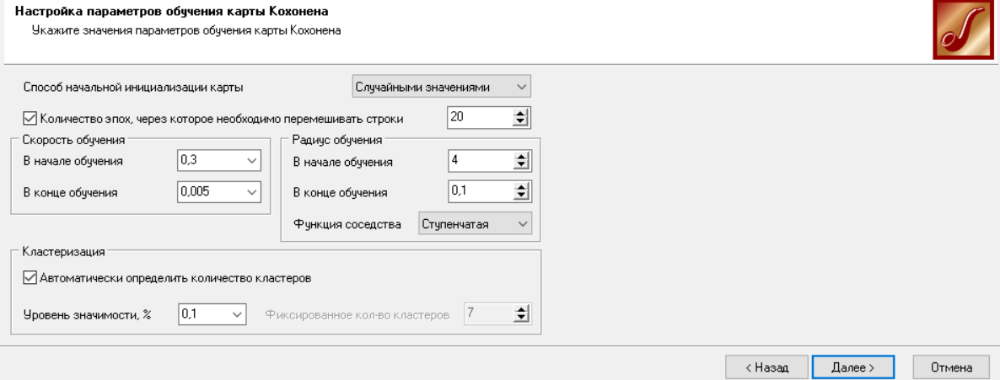 Настройка параметров обучения карты Кохонена
Укажите значения параметров обучения карты Кохонена
Способ начальной инициализации карты Случайными значениями
Количество эпох, через которое необходимо перемешивать строки 20
Скорость обучения
В начале обучения 0,3
В конце обучения 0,005
Радиус обучения
В начале обучения 4
В конце обучения 0,1
Функция соседства Ступенчатая
Кластеризация
Автоматически определить количество кластеров
Уровень значимости, % 0,1 Фиксированное кол-во кластеров 7
< Назад Далее > Отмена